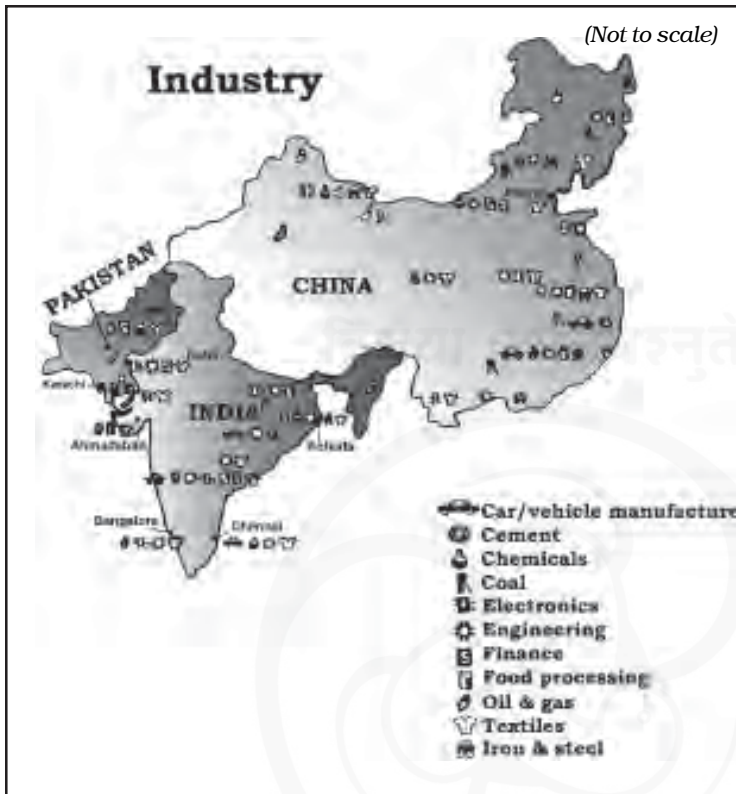 (Not to scale)
Industry
PAKISTAN
CHINA
Delhi
Karachi
INDIA
Ahmadabad
Kolkata
Bangalore
Chennai
Car/vehicle manufacture
Cement
Chemicals
Coal
Electronics
Engineering
Finance
Food processing
Oil & gas
Textiles
Iron & steel